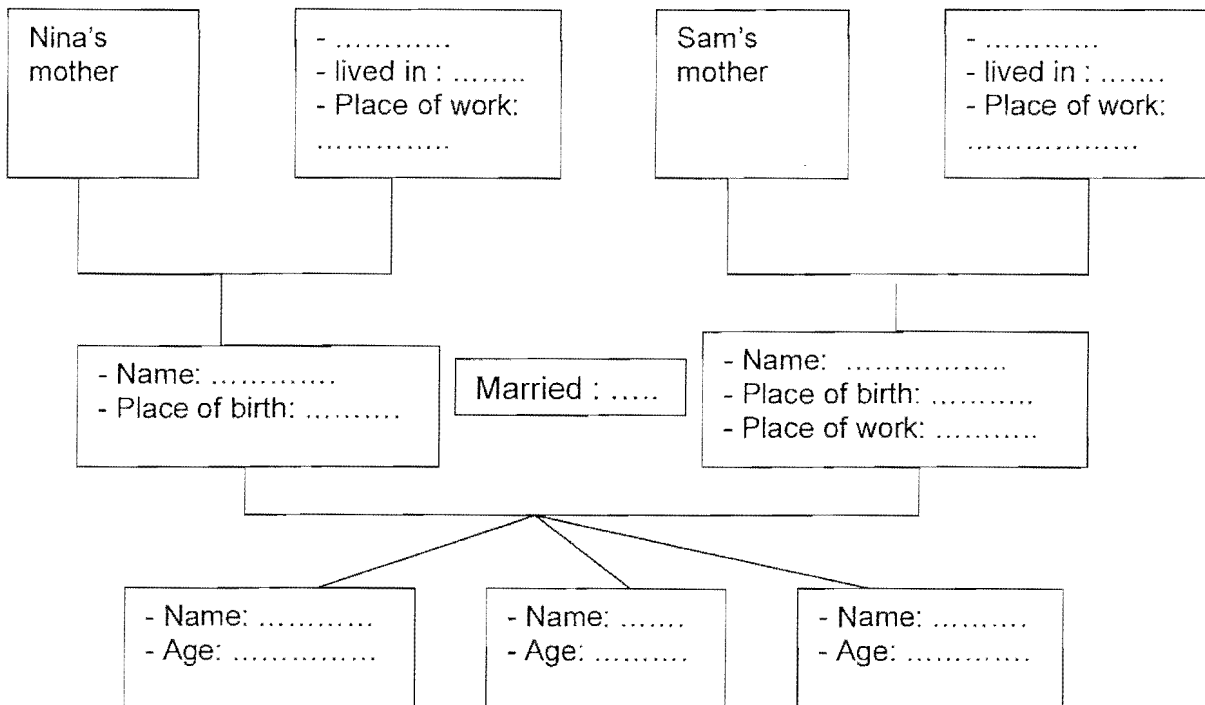 Nina's
mother
- …………
- lived in : ……..
- Place of work:
…………..
Sam's
mother
- …………
- lived in : …….
- Place of work:
………………
- Name: ………….
- Place of birth: ……….
Married : …..
- Name: ……………..
- Place of birth: ………..
- Place of work: ………..
- Name: …………
- Age: ……………
- Name: …….
- Age: ……….
- Name: ……….
- Age: ………….